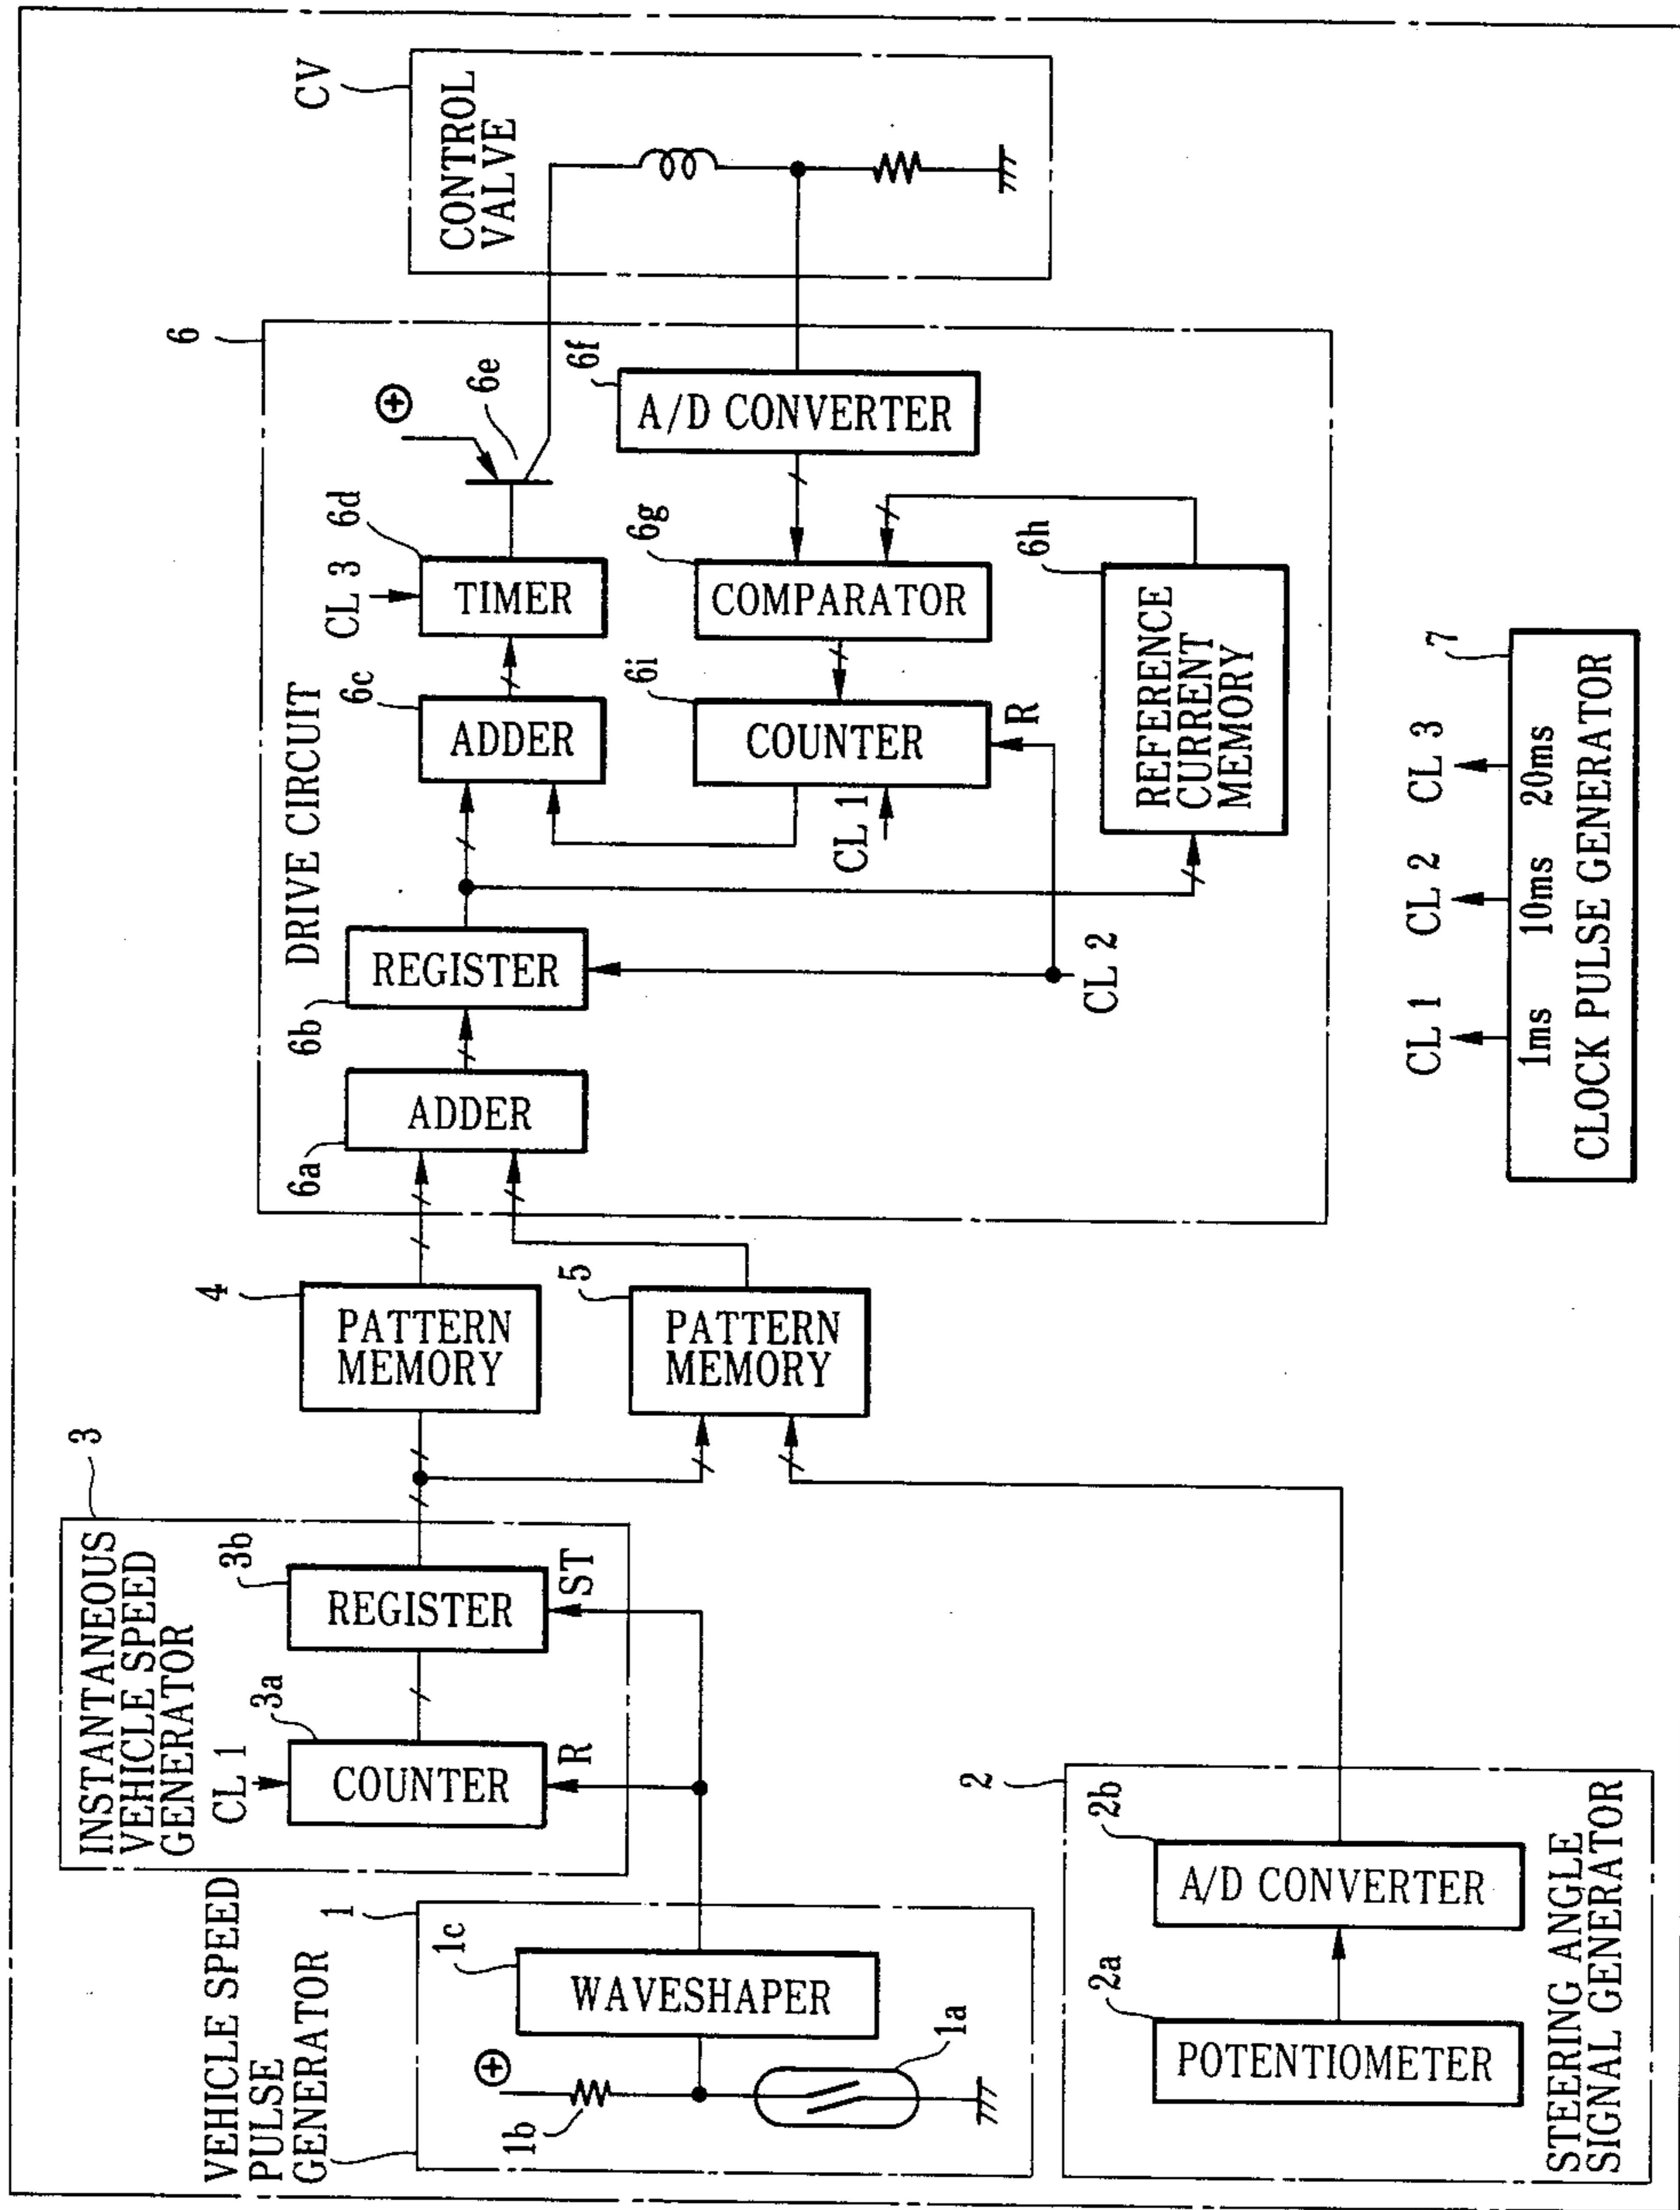 VEHICLE SPEED
PULSE
GENERATOR
1
1b
1c
WAVESHAPER
1a
INSTANTANEOUS
VEHICLE SPEED
GENERATOR
3
CL 1
3a
COUNTER
R
3b
REGISTER
ST
2
2a
POTENTIOMETER
2b
A/D CONVERTER
STEERING ANGLE
SIGNAL GENERATOR
4
PATTERN
MEMORY
5
PATTERN
MEMORY
DRIVE CIRCUIT
6
6a
ADDER
6b
REGISTER
CL 2
6c
ADDER
CL 3
6d
TIMER
6e
6i
COUNTER
CL 1
R
6g
COMPARATOR
6f
A/D CONVERTER
6h
REFERENCE
CURRENT
MEMORY
CV
CONTROL
VALVE
CL 1
CL 2
CL 3
7
1ms
10ms
20ms
CLOCK PULSE GENERATOR